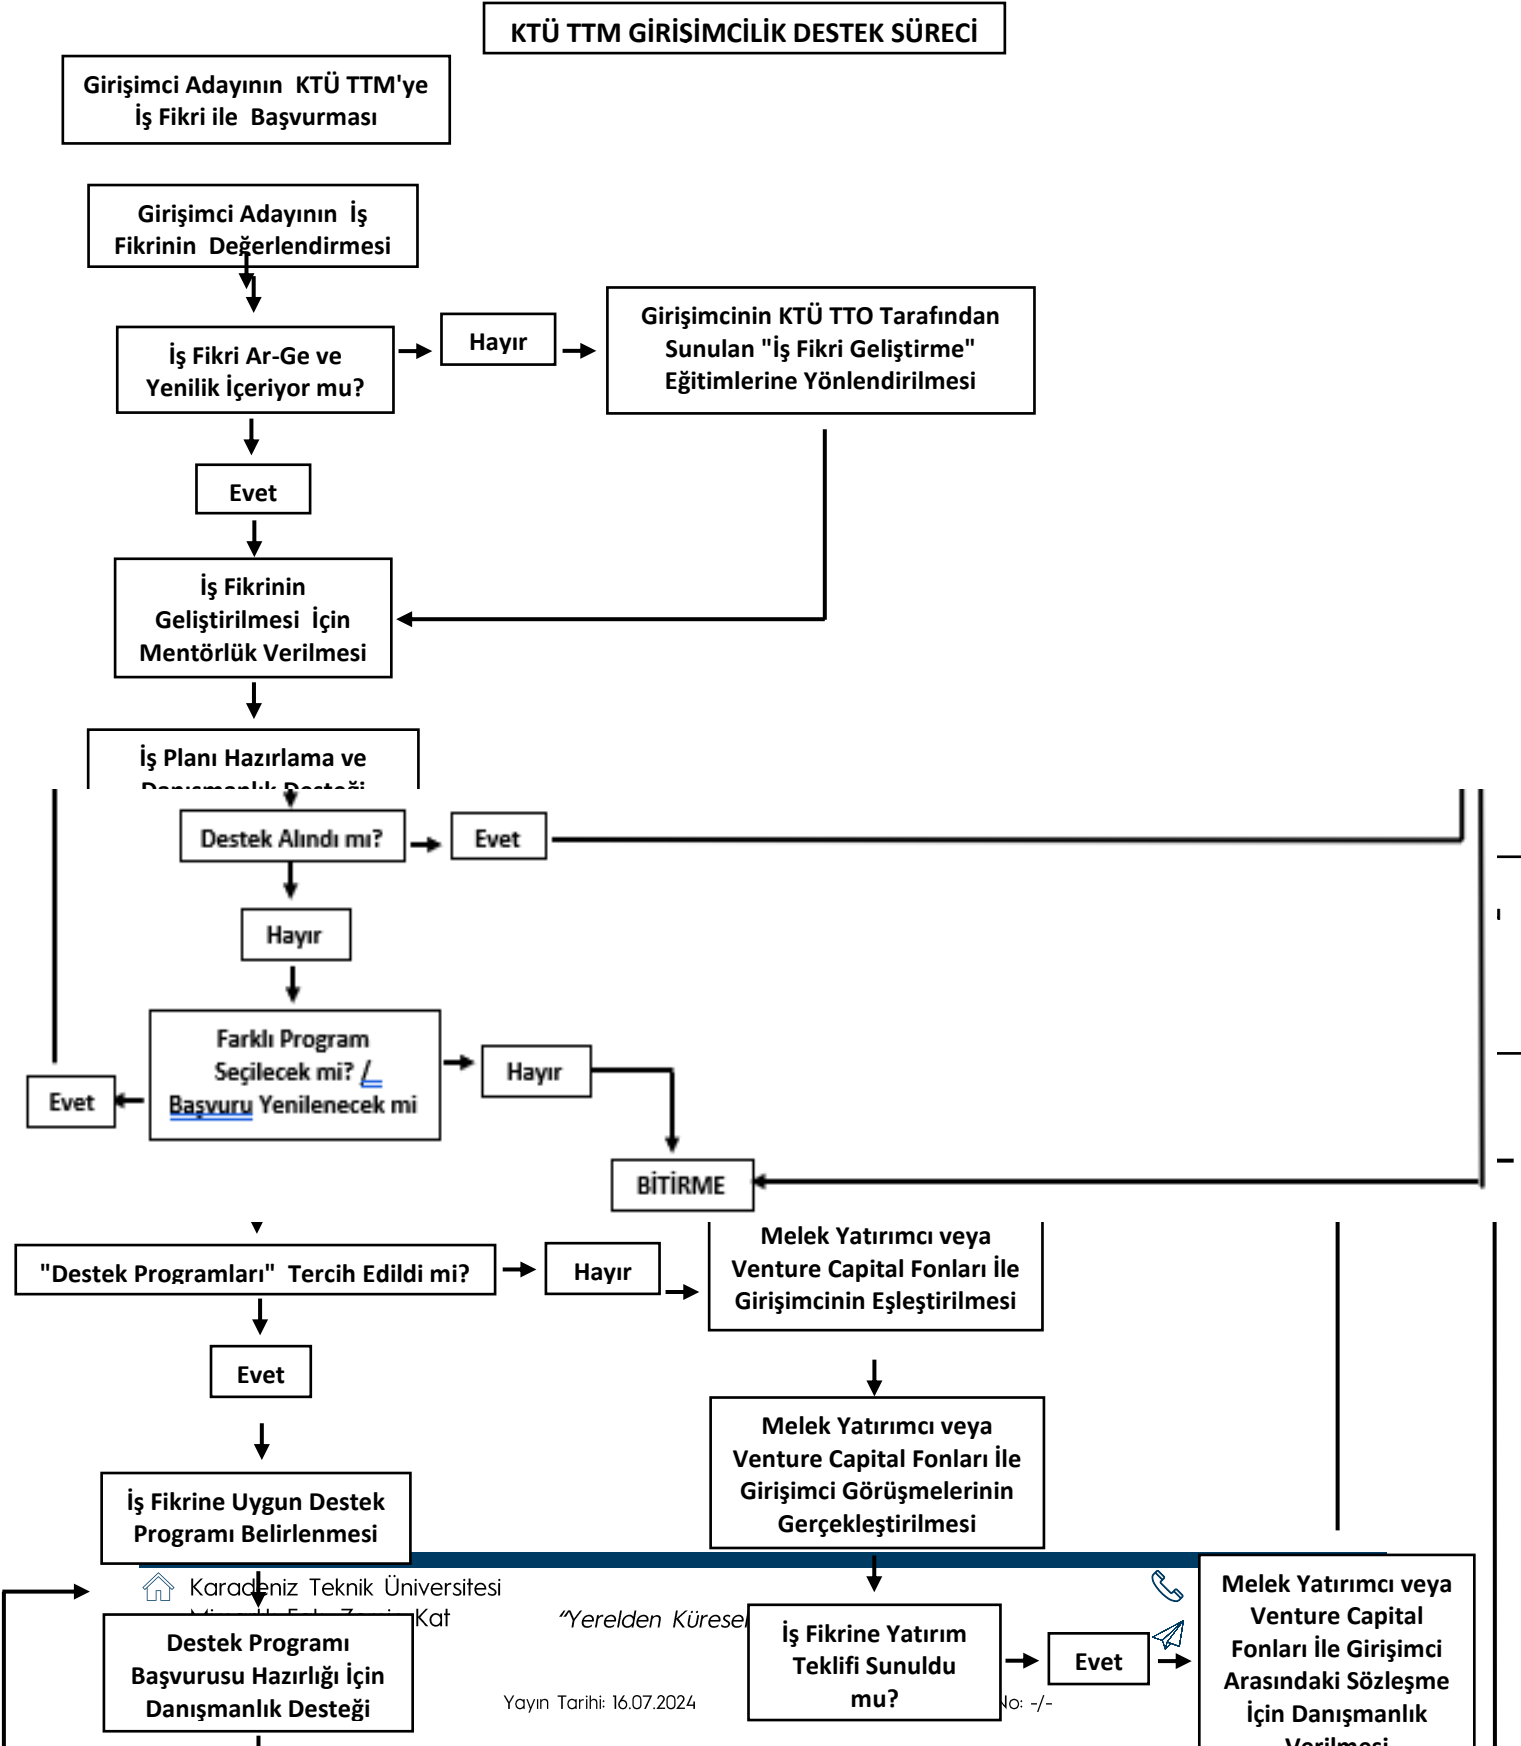 KTÜ TTM GİRİSİMCİLİK DESTEK SÜRECİ
Girişimci Adayının KTÜ TTM'ye
İş Fikri ile Başvurması
Girişimci Adayının İş
Fikrinin Değerlendirmesi
İş Fikri Ar-Ge ve
Yenilik İçeriyor mu?
Hayır
Girişimcinin KTÜ TTO Tarafından
Sunulan "İş Fikri Geliştirme"
Eğitimlerine Yönlendirilmesi
Evet
İş Fikrinin
Geliştirilmesi İçin
Mentörlük Verilmesi
İş Planı Hazırlama ve
Danışmanlık Desteği
Destek Alındı mı?
Evet
Hayır
Farklı Program
Seçilecek mi? /
Başvuru Yenilenecek mi
Hayır
Evet
BİTİRME
"Destek Programları" Tercih Edildi mi?
Hayır
Melek Yatırımcı veya
Venture Capital Fonları İle
Girişimcinin Eşleştirilmesi
Evet
Melek Yatırımcı veya
Venture Capital Fonları İle
Girişimci Görüşmelerinin
Gerçekleştirilmesi
İş Fikrine Uygun Destek
Programı Belirlenmesi
Karadeniz Teknik Üniversitesi
Kat
"Yerelden Küresel
Destek Programı
Başvurusu Hazırlığı İçin
Danışmanlık Desteği
İş Fikrine Yatırım
Teklifi Sunuldu
mu?
Evet
Melek Yatırımcı veya
Venture Capital
Fonları İle Girişimci
Arasındaki Sözleşme
İçin Danışmanlık
Verilmesi
Yayın Tarihi: 16.07.2024
No: -/-